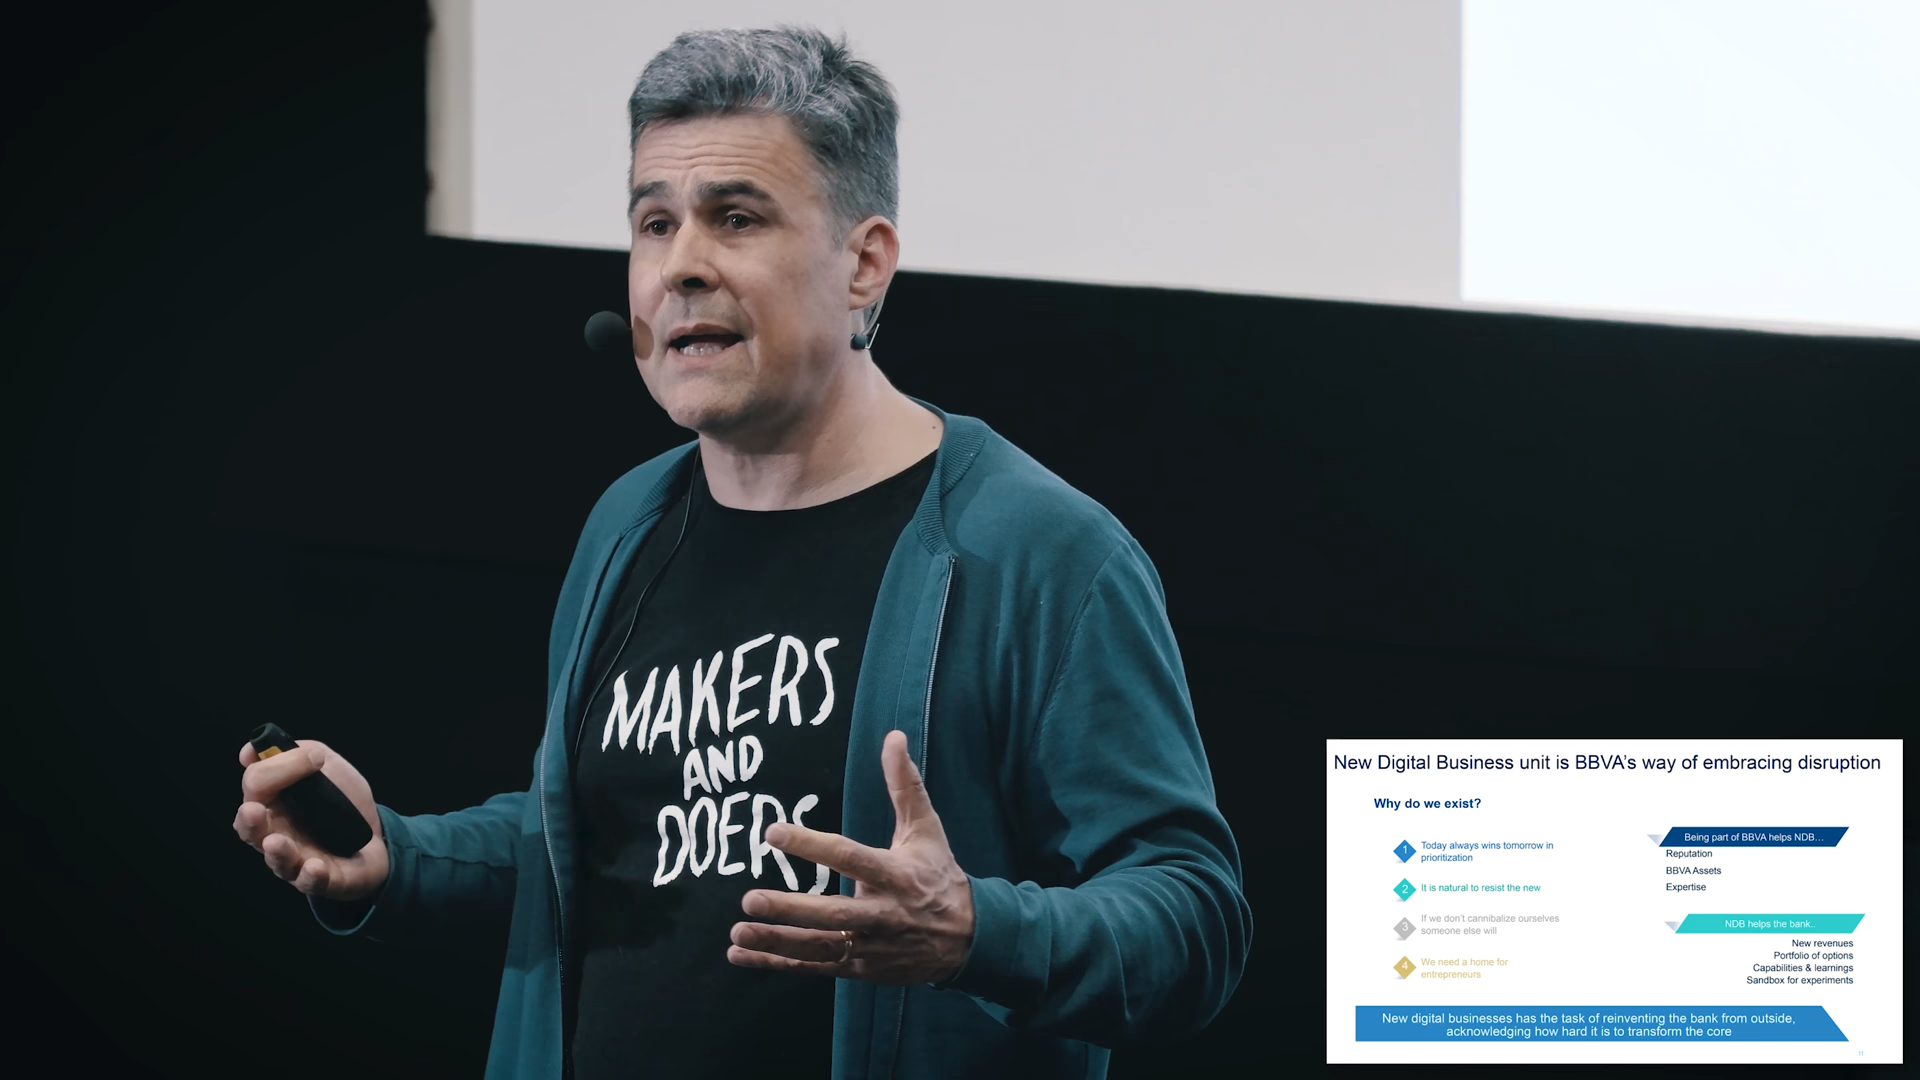 MAKERS
AND
DOERS
New Digital Business unit is BBVA's way of embracing disruption
Why do we exist?
1
Today always wins tomorrow in
prioritization
2
It is natural to resist the new
3
If we don't cannibalize ourselves
someone else will
4
We need a home for
entrepreneurs
Being part of BBVA helps NDB...
Reputation
BBVA Assets
Expertise
NDB helps the bank..
New revenues
Portfolio of options
Capabilities & learnings
Sandbox for experiments
New digital businesses has the task of reinventing the bank from outside,
acknowledging how hard it is to transform the core
11